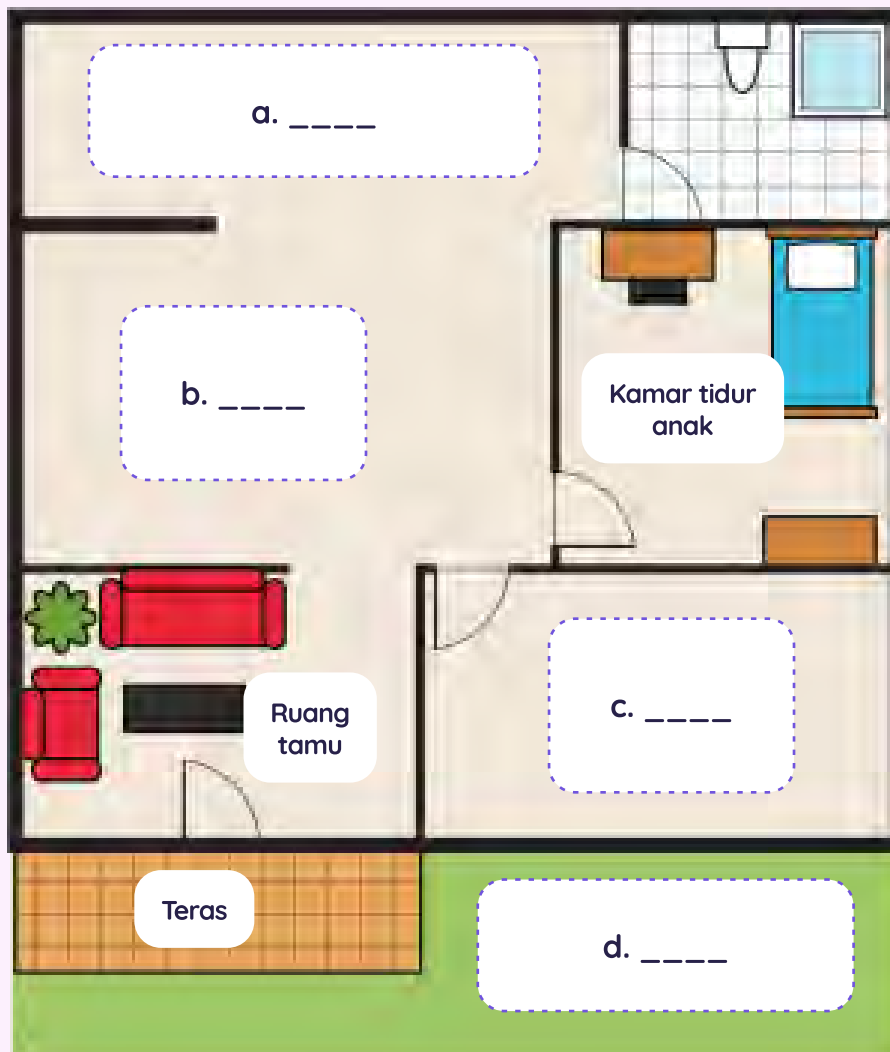 a. ____
b. ____
Kamar tidur
anak
c. ____
Ruang
tamu
Teras
d. ____